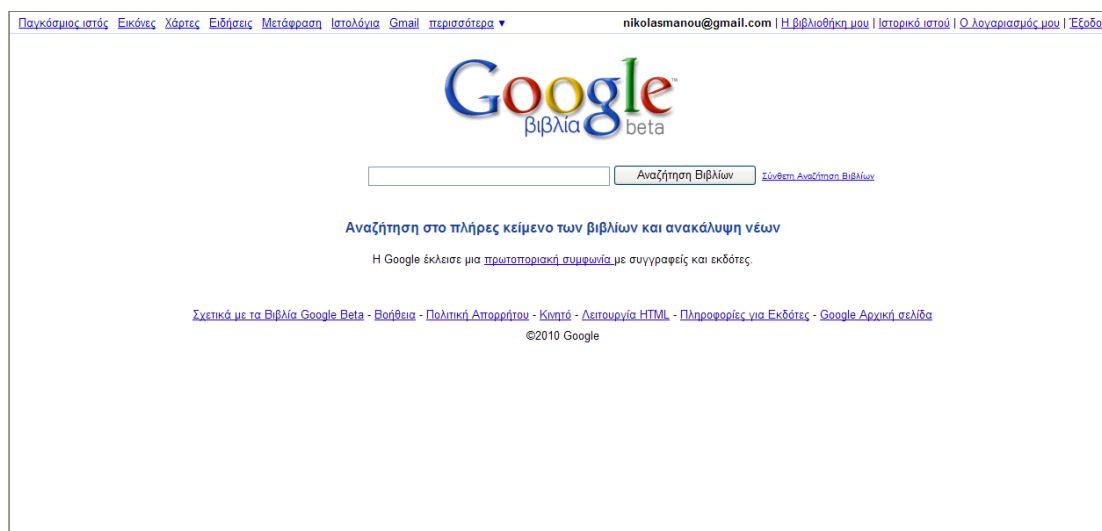 Παγκόσμιος ιστός Εικόνες Χάρτες Ειδήσεις Μετάφραση Ιστολόγια Gmail περισσότερα ▼ nikolasmanou@gmail.com | Η βιβλιοθήκη μου | Ιστορικό ιστού | Ο λογαριασμός μου | Έξοδο
Google™
βιβλία beta
Αναζήτηση Βιβλίων Σύνθετη Αναζήτηση Βιβλίων
Αναζήτηση στο πλήρες κείμενο των βιβλίων και ανακάλυψη νέων
Η Google έκλεισε μια πρωτοποριακή συμφωνία με συγγραφείς και εκδότες.
Σχετικά με τα Βιβλία Google Beta - Βοήθεια - Πολιτική Απορρήτου - Κινητό - Λειτουργία HTML - Πληροφορίες για Εκδότες - Google Αρχική σελίδα
©2010 Google